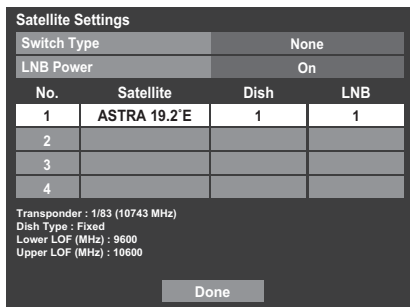 Satellite Settings
Switch Type None
LNB Power On
No. Satellite Dish LNB
1 ASTRA 19.2˚E 1 1
2
3
4
Transponder : 1/83 (10743 MHz)
Dish Type : Fixed
Lower LOF (MHz) : 9600
Upper LOF (MHz) : 10600
Done